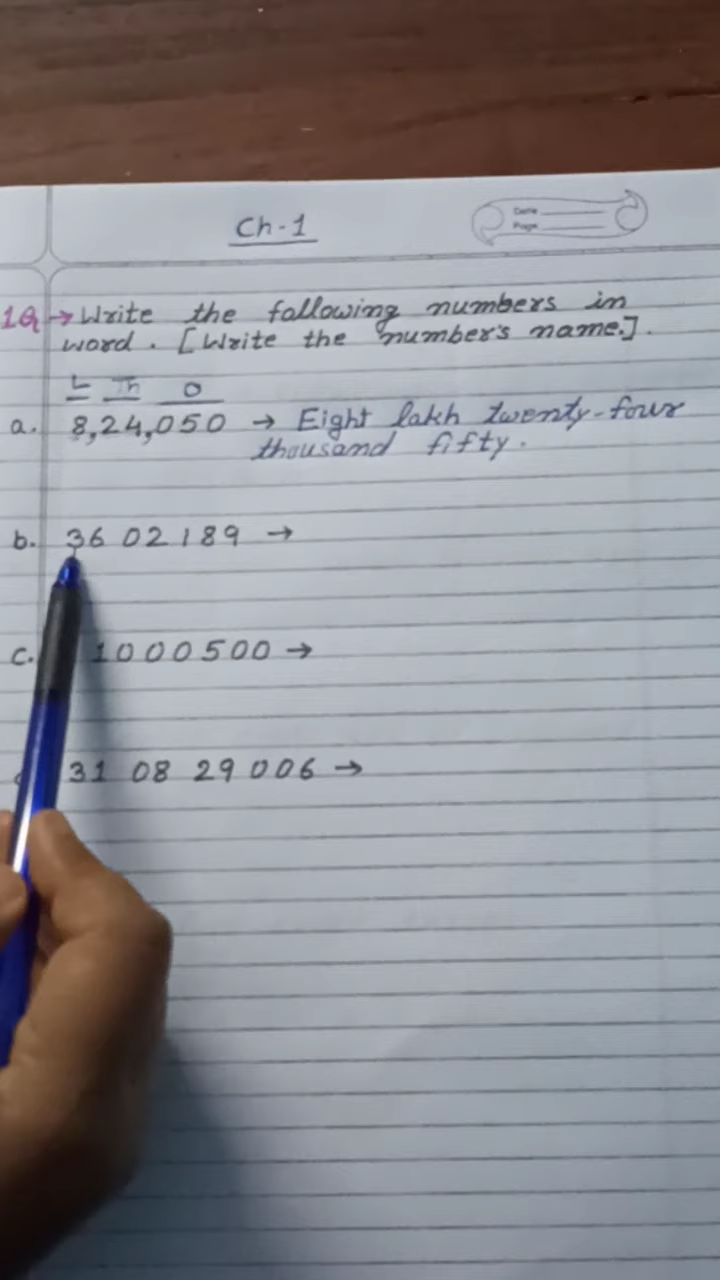 Ch-1
Date
Page
1Q → Write the following numbers in
word. [Write the number's name.].
L Th O
a. 8,24,050 → Eight lakh twenty-four
thousand fifty.
b. 36 02 189 →
c. 1000500 →
31 08 29 006 →